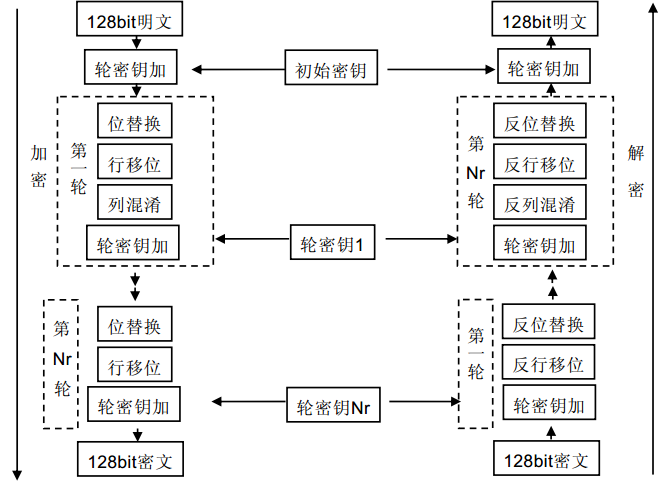 128bit明文
128bit明文
轮密钥加
初始密钥
轮密钥加
加密
第一轮
位替换
行移位
列混淆
轮密钥加
轮密钥1
第Nr轮
反位替换
反行移位
反列混淆
轮密钥加
解密
第Nr轮
位替换
行移位
轮密钥加
轮密钥Nr
第一轮
反位替换
反行移位
轮密钥加
128bit密文
128bit密文